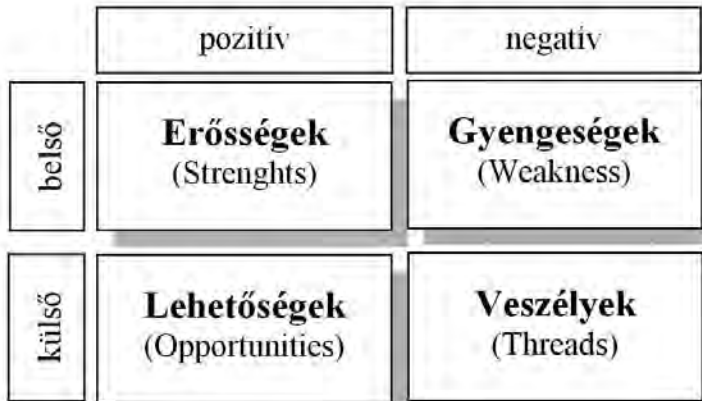 pozitív
negatív
belső
Erősségek
(Strenghts)
Gyengeségek
(Weakness)
külső
Lehetőségek
(Opportunities)
Veszélyek
(Threads)